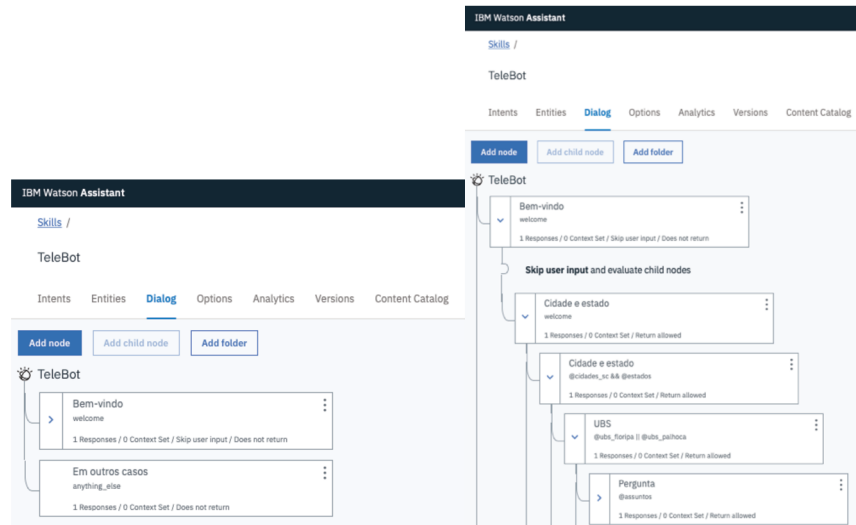 IBM Watson Assistant
Skills /
TeleBot
Intents Entities Dialog Options Analytics Versions Content Catalog
Add node Add child node Add folder
TeleBot
Bem-vindo
welcome
1 Responses / 0 Context Set / Skip user input / Does not return
Em outros casos
anything_else
1 Responses / 0 Context Set / Does not return
IBM Watson Assistant
Skills /
TeleBot
Intents Entities Dialog Options Analytics Versions Content Catalog
Add node Add child node Add folder
TeleBot
Bem-vindo
welcome
1 Responses / 0 Context Set / Skip user input / Does not return
Skip user input and evaluate child nodes
Cidade e estado
welcome
1 Responses / 0 Context Set / Return allowed
Cidade e estado
@cidades_sc && @estados
1 Responses / 0 Context Set / Return allowed
UBS
@ubs_floripa || @ubs_palhoca
1 Responses / 0 Context Set / Return allowed
Pergunta
@assuntos
1 Responses / 0 Context Set / Return allowed